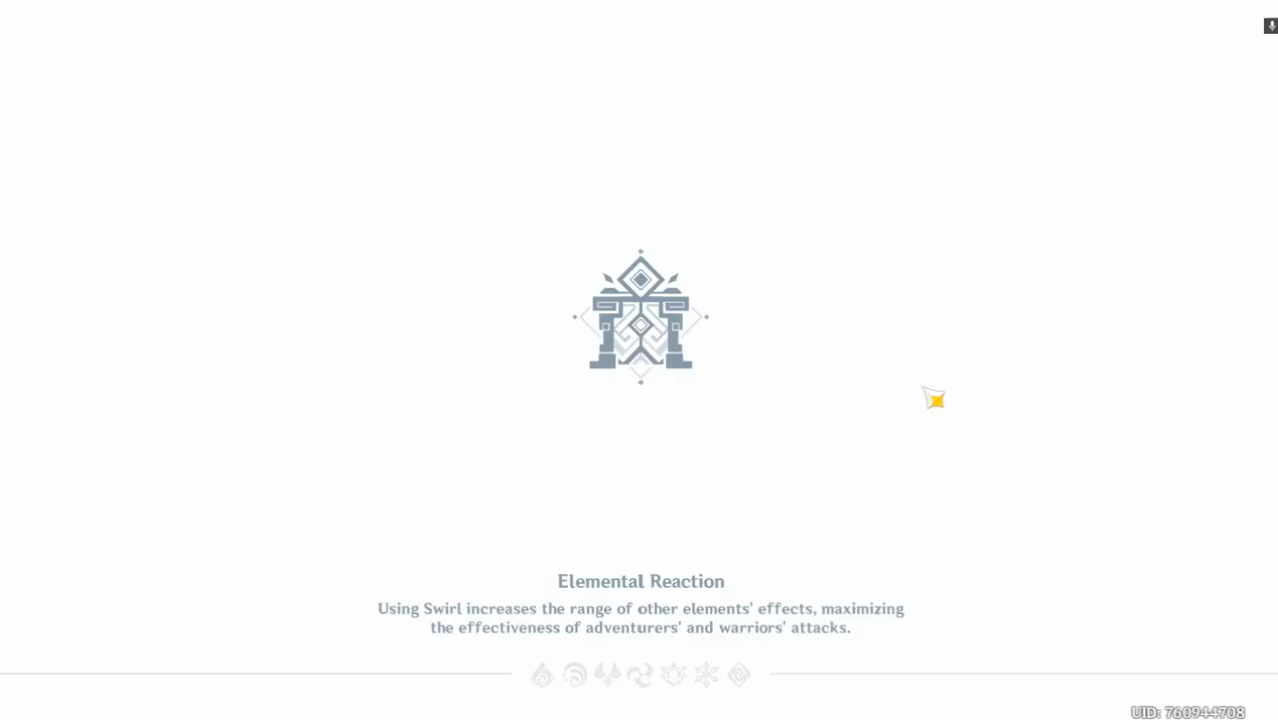 Elemental Reaction
Using Swirl increases the range of other elements' effects, maximizing
the effectiveness of adventurers' and warriors' attacks.
UID: 760944708